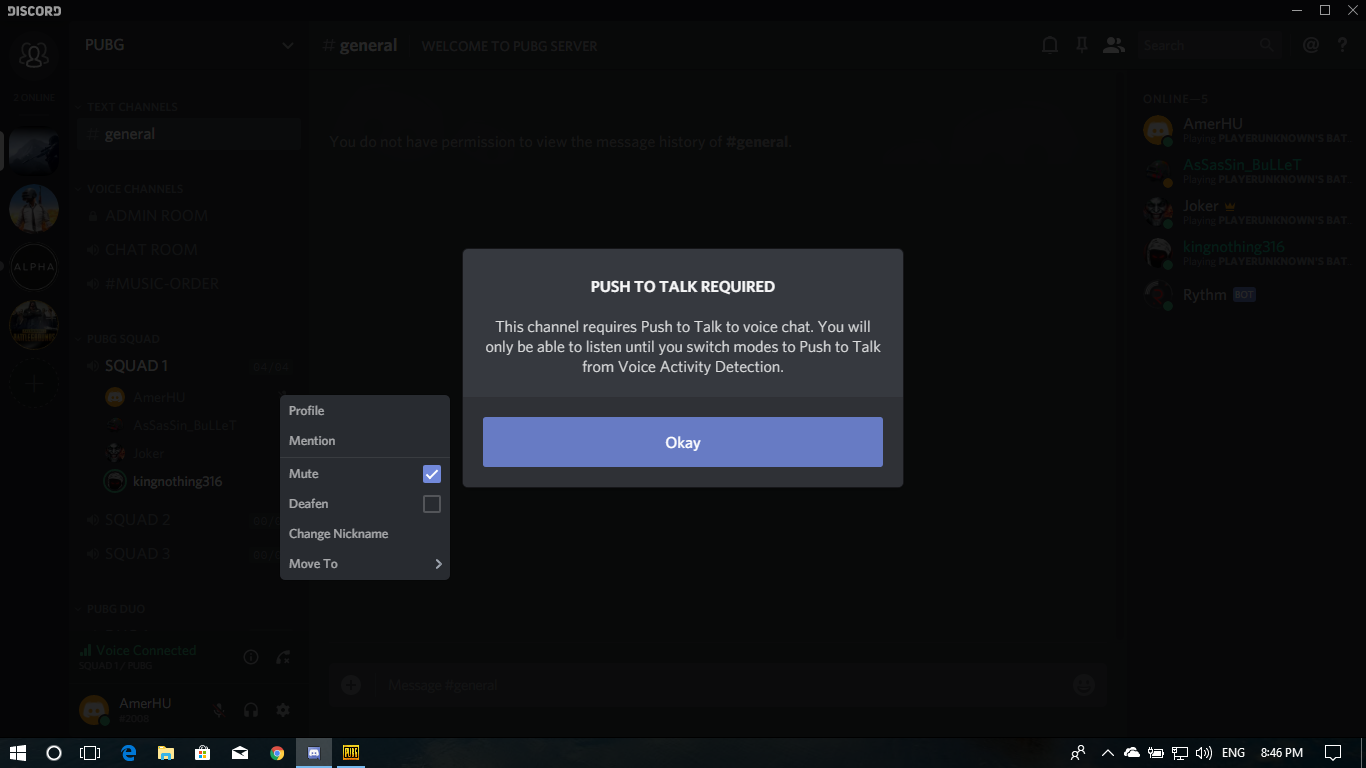 DISCORD
PUBG
# general
WELCOME TO PUBG SERVER
Search
@
?
2 ONLINE
TEXT CHANNELS
# general
VOICE CHANNELS
ADMIN ROOM
CHAT ROOM
#MUSIC-ORDER
ALPHA
PUBG SQUAD
SQUAD 1
04/04
AmerHU
AsSasSin_BuLLeT
Joker
kingnothing316
SQUAD 2
SQUAD 3
PUBG DUO
Voice Connected
SQUAD 1 / PUBG
AmerHU
#2008
You do not have permission to view the message history of #general.
Profile
Mention
Mute
Deafen
Change Nickname
Move To
PUSH TO TALK REQUIRED
This channel requires Push to Talk to voice chat. You will
only be able to listen until you switch modes to Push to Talk
from Voice Activity Detection.
Okay
Message #general
ONLINE—5
AmerHU
Playing PLAYERUNKNOWN'S BAT...
AsSasSin_BuLLeT
Playing PLAYERUNKNOWN'S BAT...
Joker
Playing PLAYERUNKNOWN'S BAT...
kingnothing316
Playing PLAYERUNKNOWN'S BAT...
Rythm BOT
PUBG
ENG
8:46 PM